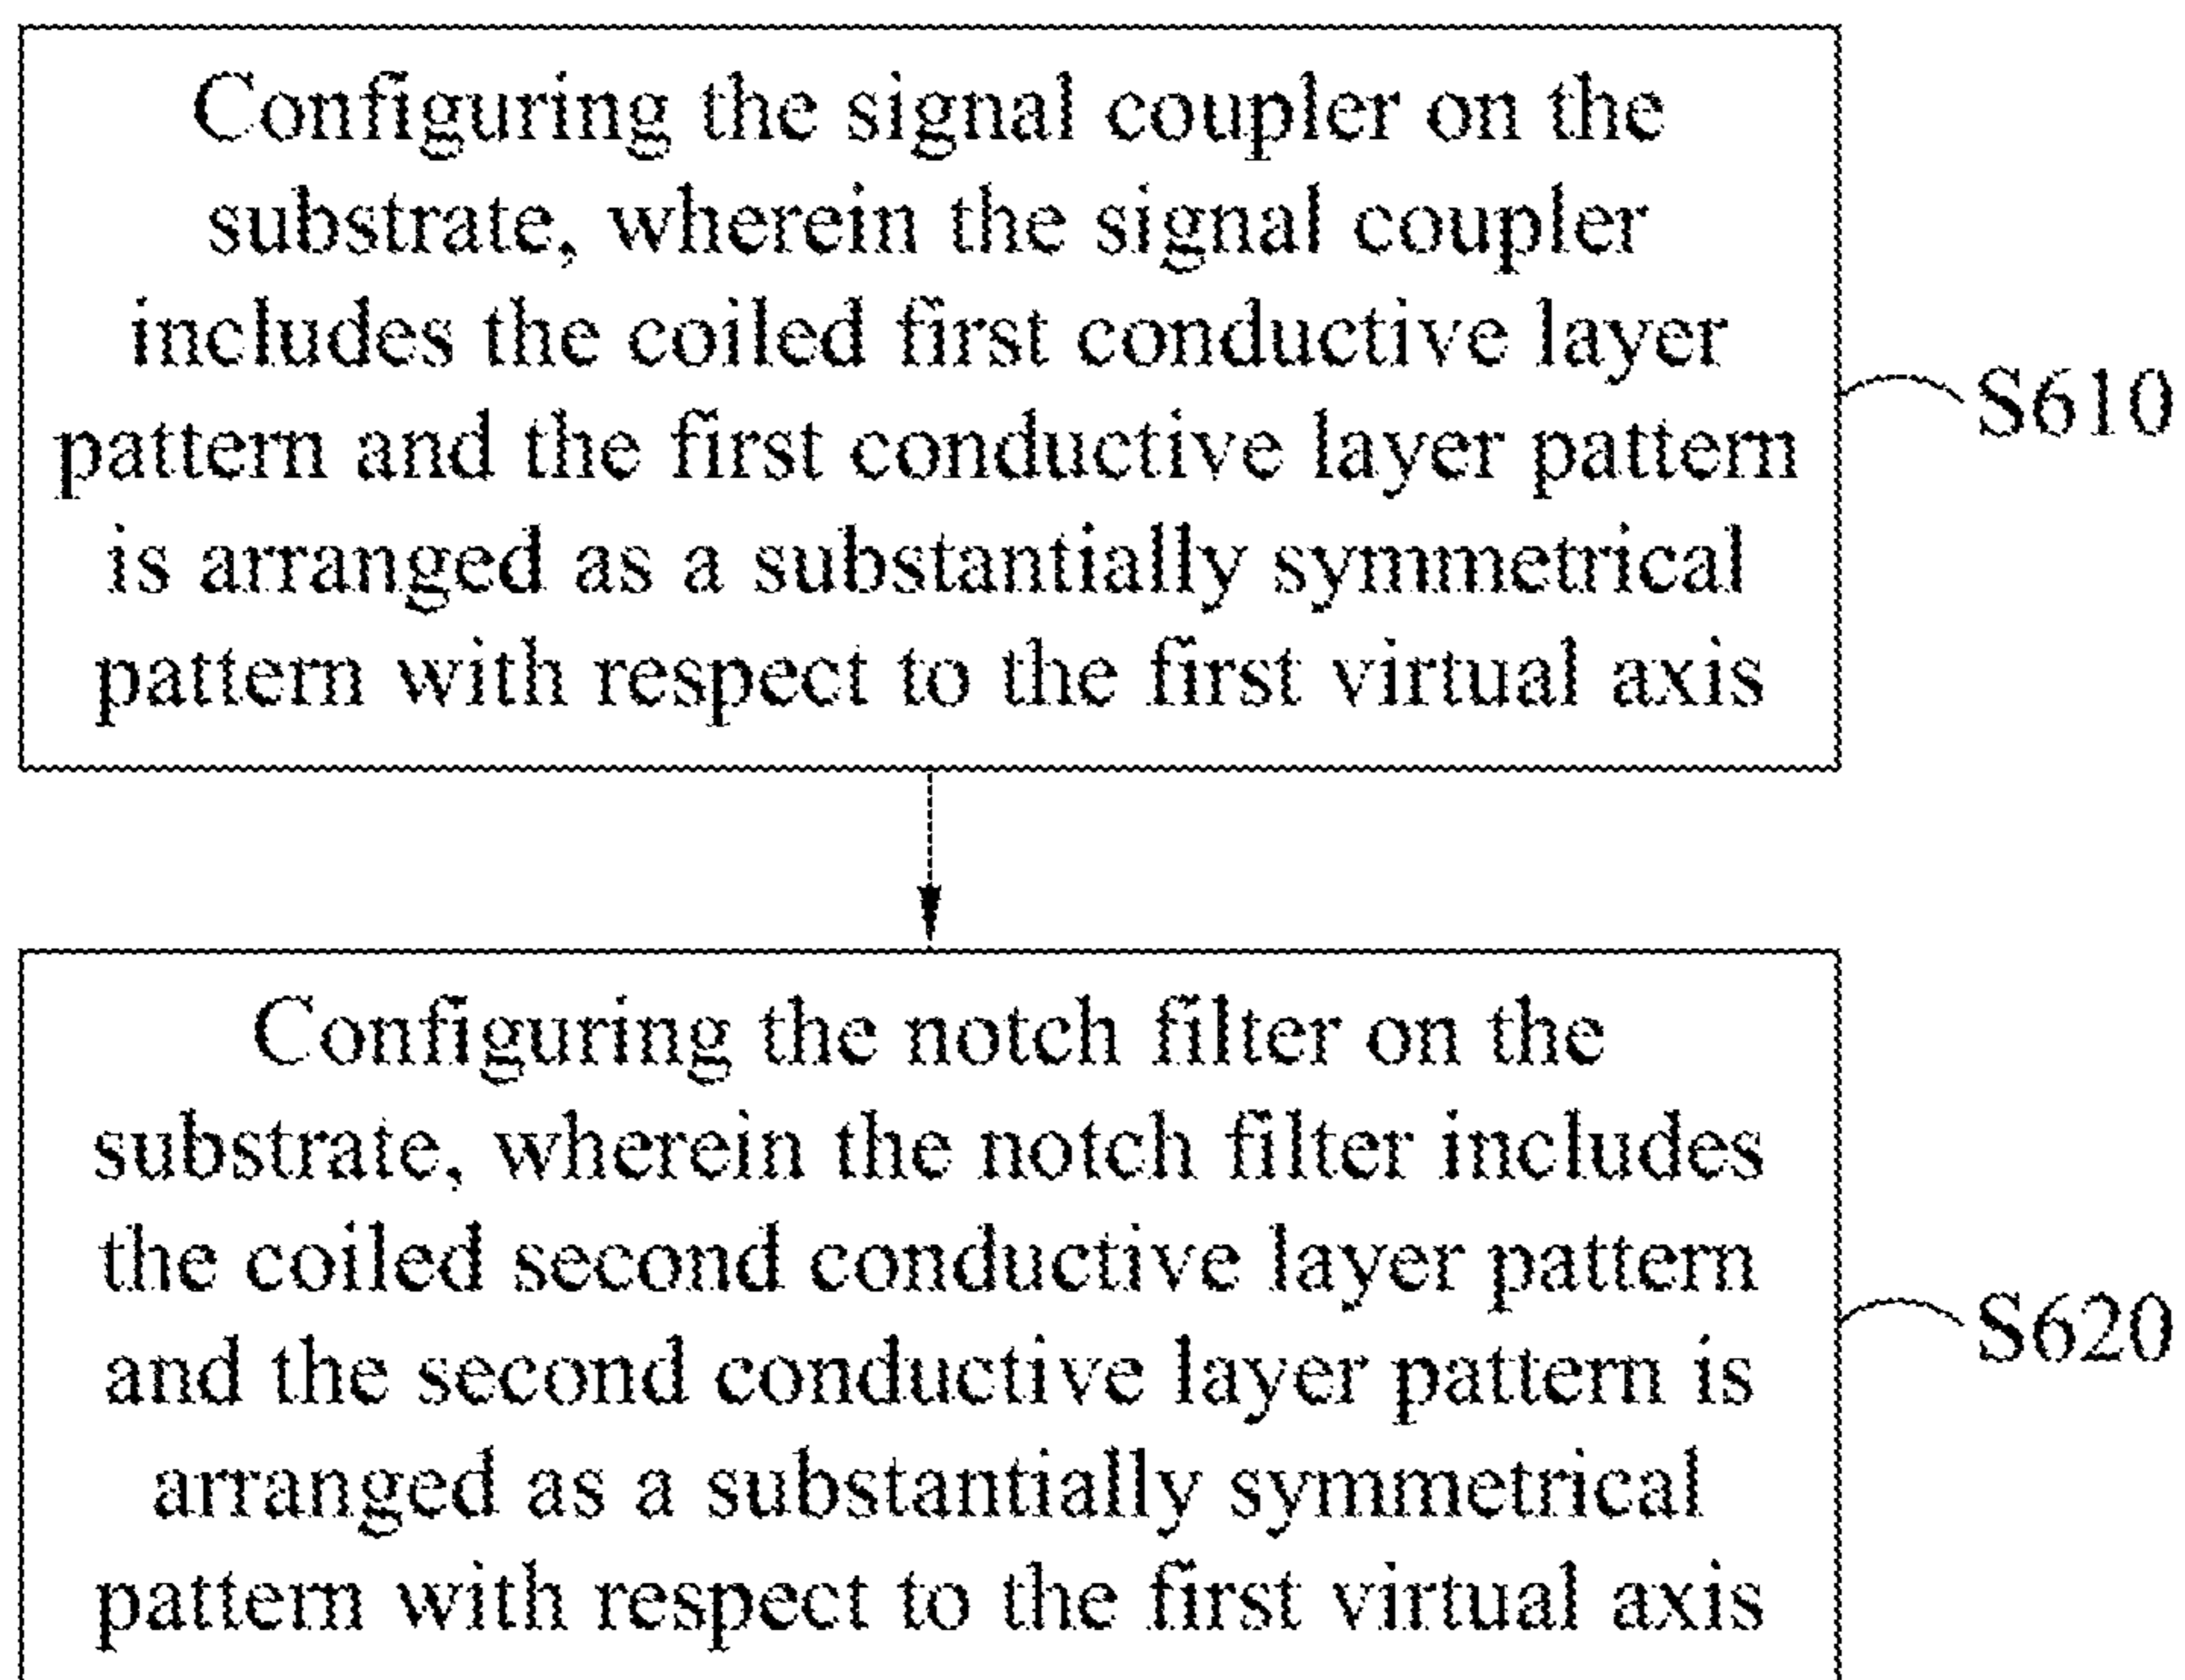 Configuring the signal coupler on the
substrate, wherein the signal coupler
includes the coiled first conductive layer
pattern and the first conductive layer pattern
is arranged as a substantially symmetrical
pattern with respect to the first virtual axis
S610
Configuring the notch filter on the
substrate, wherein the notch filter includes
the coiled second conductive layer pattern
and the second conductive layer pattern is
arranged as a substantially symmetrical
pattern with respect to the first virtual axis
S620